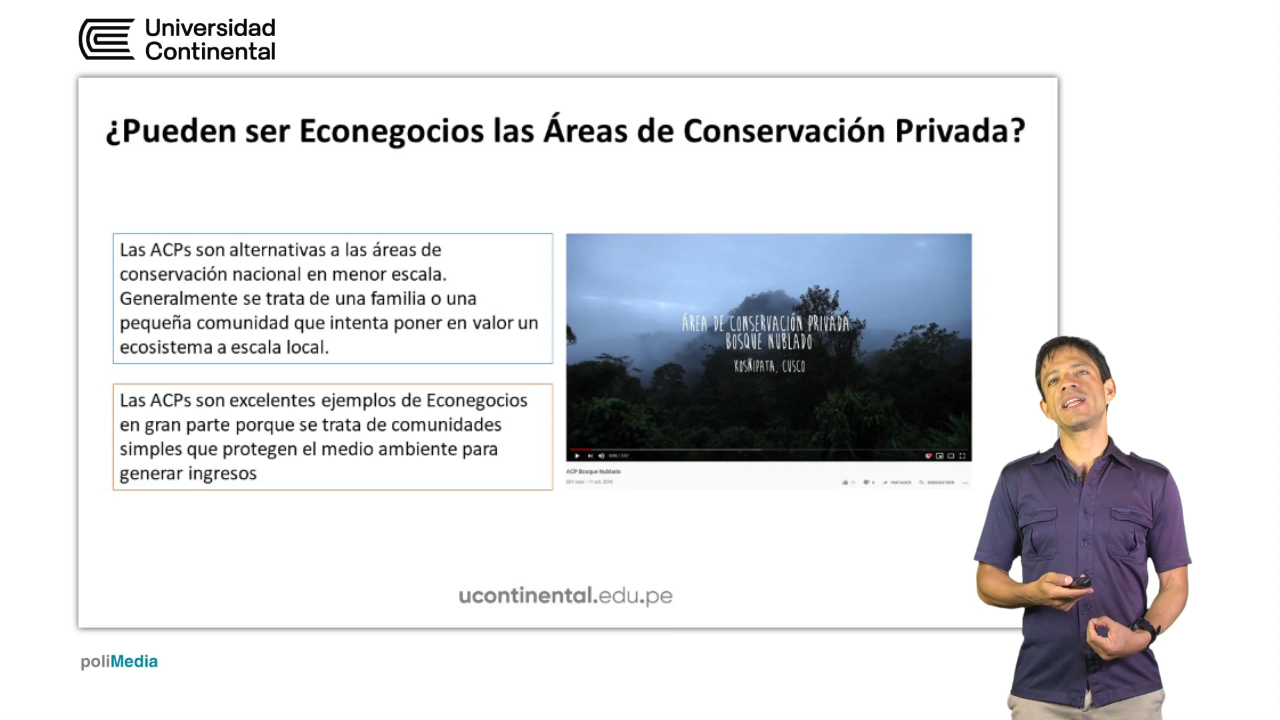 Universidad
Continental
¿Pueden ser Econegocios las Áreas de Conservación Privada?
Las ACPs son alternativas a las áreas de
conservación nacional en menor escala.
Generalmente se trata de una familia o una
pequeña comunidad que intenta poner en valor un
ecosistema a escala local.
Las ACPs son excelentes ejemplos de Econegocios
en gran parte porque se trata de comunidades
simples que protegen el medio ambiente para
generar ingresos
ÁREA DE CONSERVACIÓN PRIVADA
BOSQUE NUBLADO
KOSÑIPATA, CUSCO
ACP Bosque Nublado
ucontinental.edu.pe
poliMedia